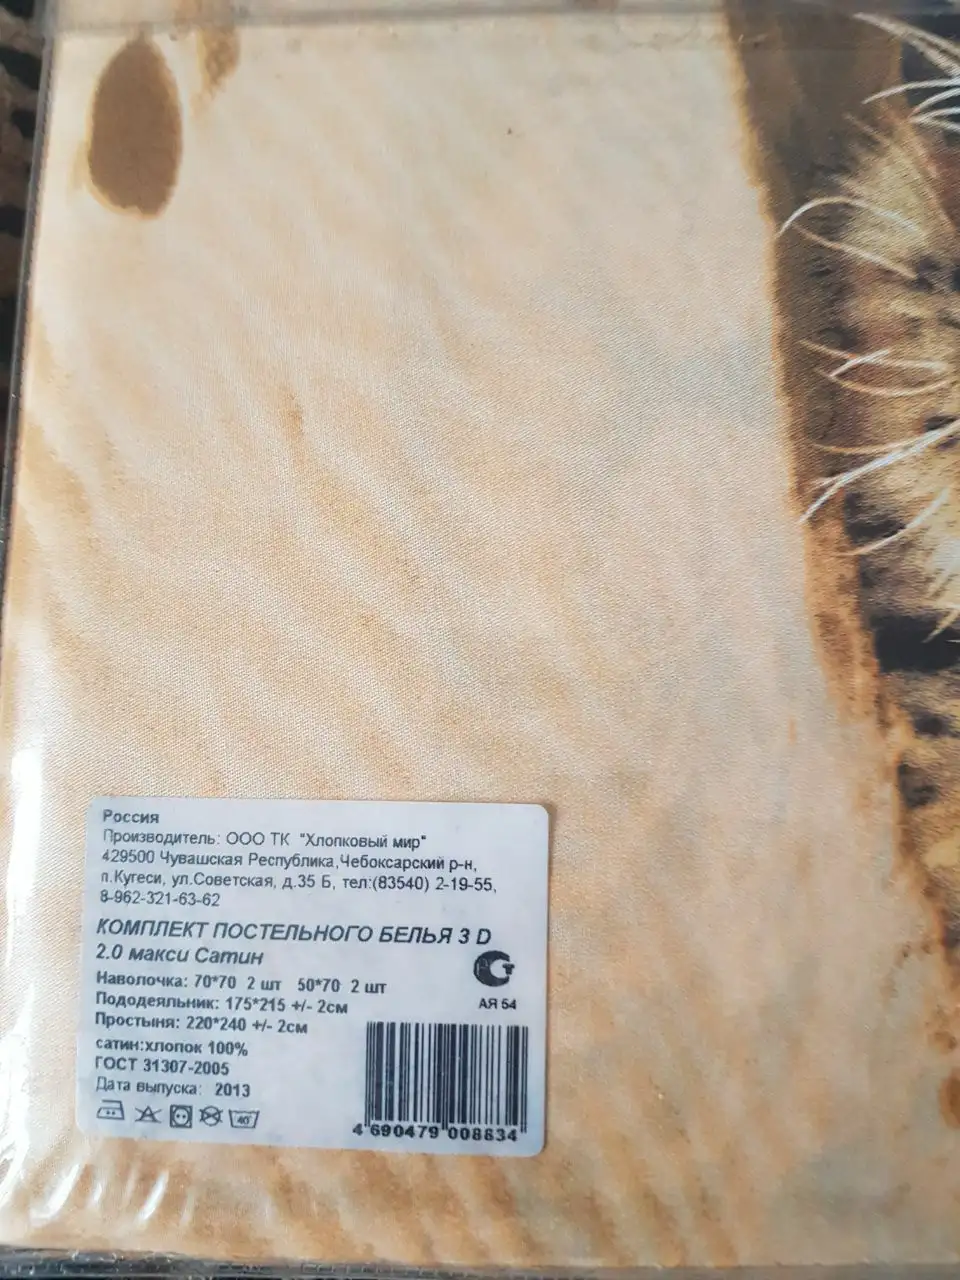 Россия
Производитель: ООО ТК "Хлопковый мир"
429500 Чувашская Республика,Чебоксарский р-н,
п.Кугеси, ул.Советская, д.35 Б, тел:(83540) 2-19-55,
8-962-321-63-62
КОМПЛЕКТ ПОСТЕЛЬНОГО БЕЛЬЯ 3 D
2.0 макси Сатин
Наволочка: 70*70 2 шт 50*70 2 шт
Пододеяльник: 175*215 +/- 2см
Простыня: 220*240 +/- 2см
сатин:хлопок 100%
ГОСТ 31307-2005
Дата выпуска: 2013
40
АЯ 54
4 690479 008834